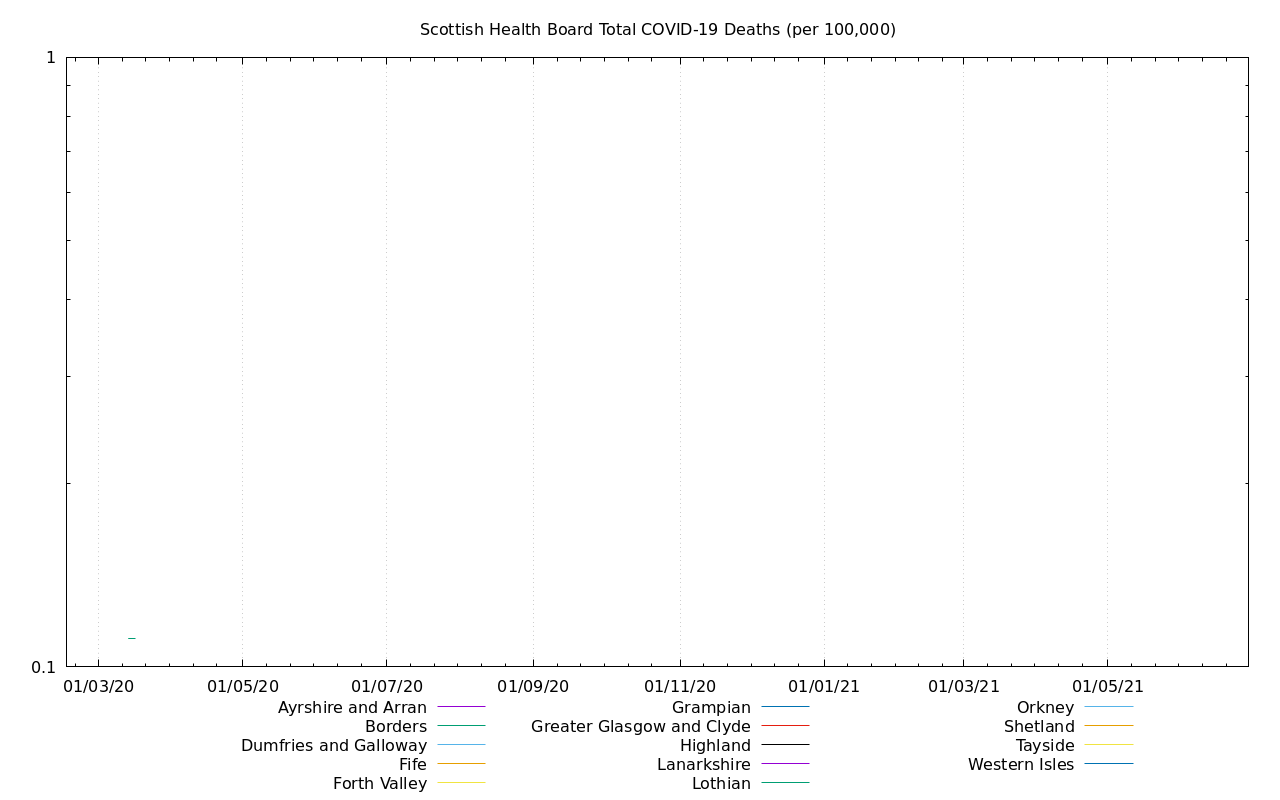 Scottish Health Board Total COVID-19 Deaths (per 100,000)
1
0.1
01/03/20 01/05/20 01/07/20 01/09/20 01/11/20 01/01/21 01/03/21 01/05/21
Ayrshire and Arran Grampian Orkney
Borders Greater Glasgow and Clyde Shetland
Dumfries and Galloway Highland Tayside
Fife Lanarkshire Western Isles
Forth Valley Lothian